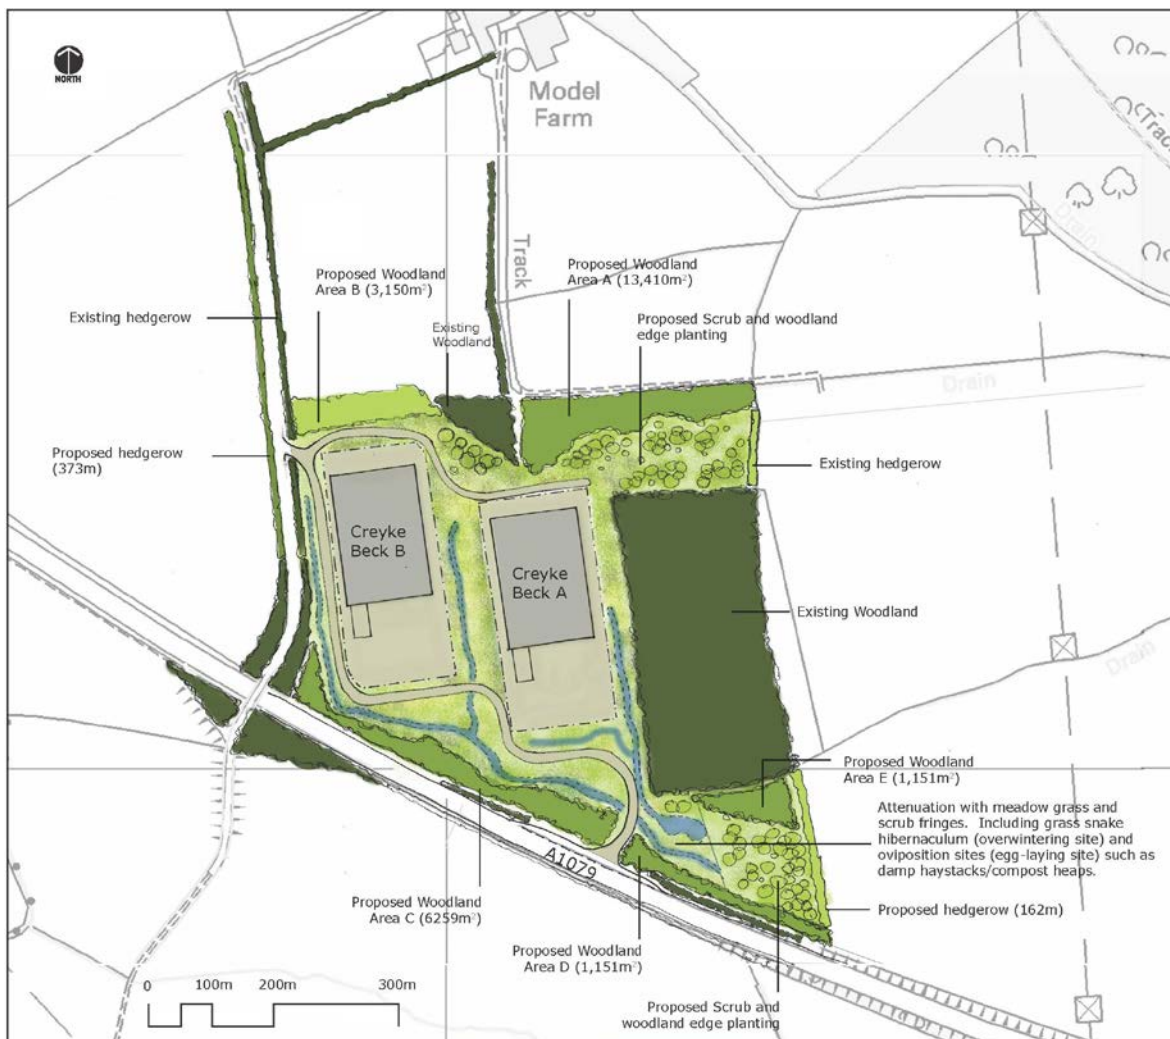 NORTH
Model
Farm
Track
Track
Drain
Proposed Woodland
Area B (3,150m²)
Proposed Woodland
Area A (13,410m²)
Existing hedgerow
Existing
Woodland
Proposed Scrub and woodland
edge planting
Drain
Proposed hedgerow
(373m)
Existing hedgerow
Creyke
Beck B
Creyke
Beck A
Existing Woodland
Drain
Proposed Woodland
Area E (1,151m²)
Attenuation with meadow grass and
scrub fringes. Including grass snake
hibernaculum (overwintering site) and
oviposition sites (egg-laying site) such as
damp haystacks/compost heaps.
A1079
Proposed Woodland
Area C (6259m²)
Proposed hedgerow (162m)
Proposed Woodland
Area D (1,151m²)
0 100m 200m 300m
Proposed Scrub and
woodland edge planting